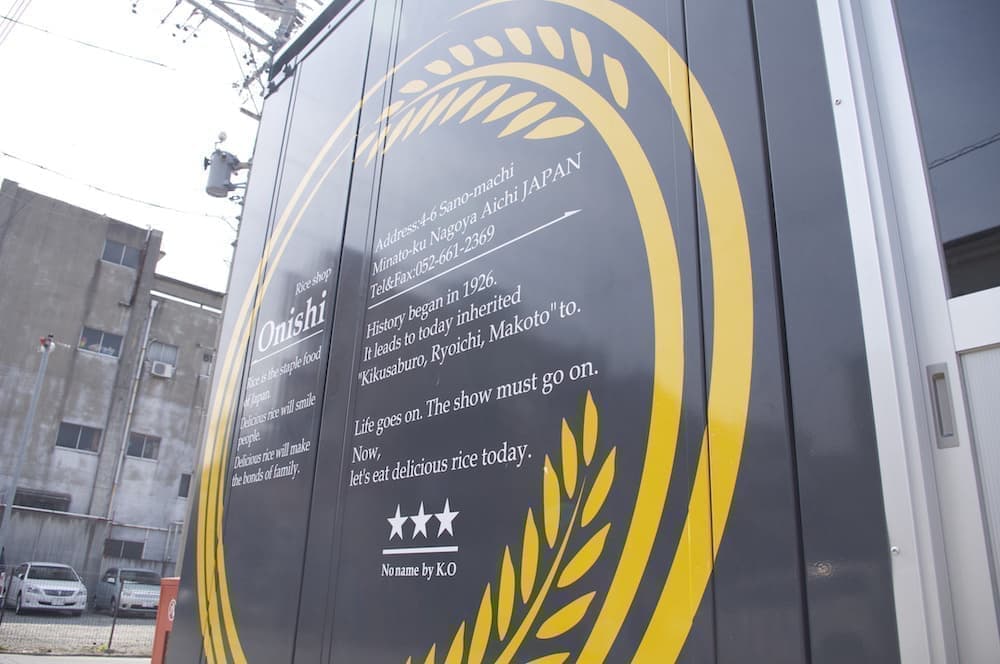 Rice shop
Onishi
Rice is the staple food
of Japan.
Delicious rice will smile
people.
Delicious rice will make
the bonds of family.
Address:4-6 Sano-machi
Minato-ku Nagoya Aichi JAPAN
Tel&Fax:052-661-2369
History began in 1926.
It leads to today inherited
"Kikusaburo, Ryoichi, Makoto" to.
Life goes on. The show must go on.
Now,
let's eat delicious rice today.
No name by K.O